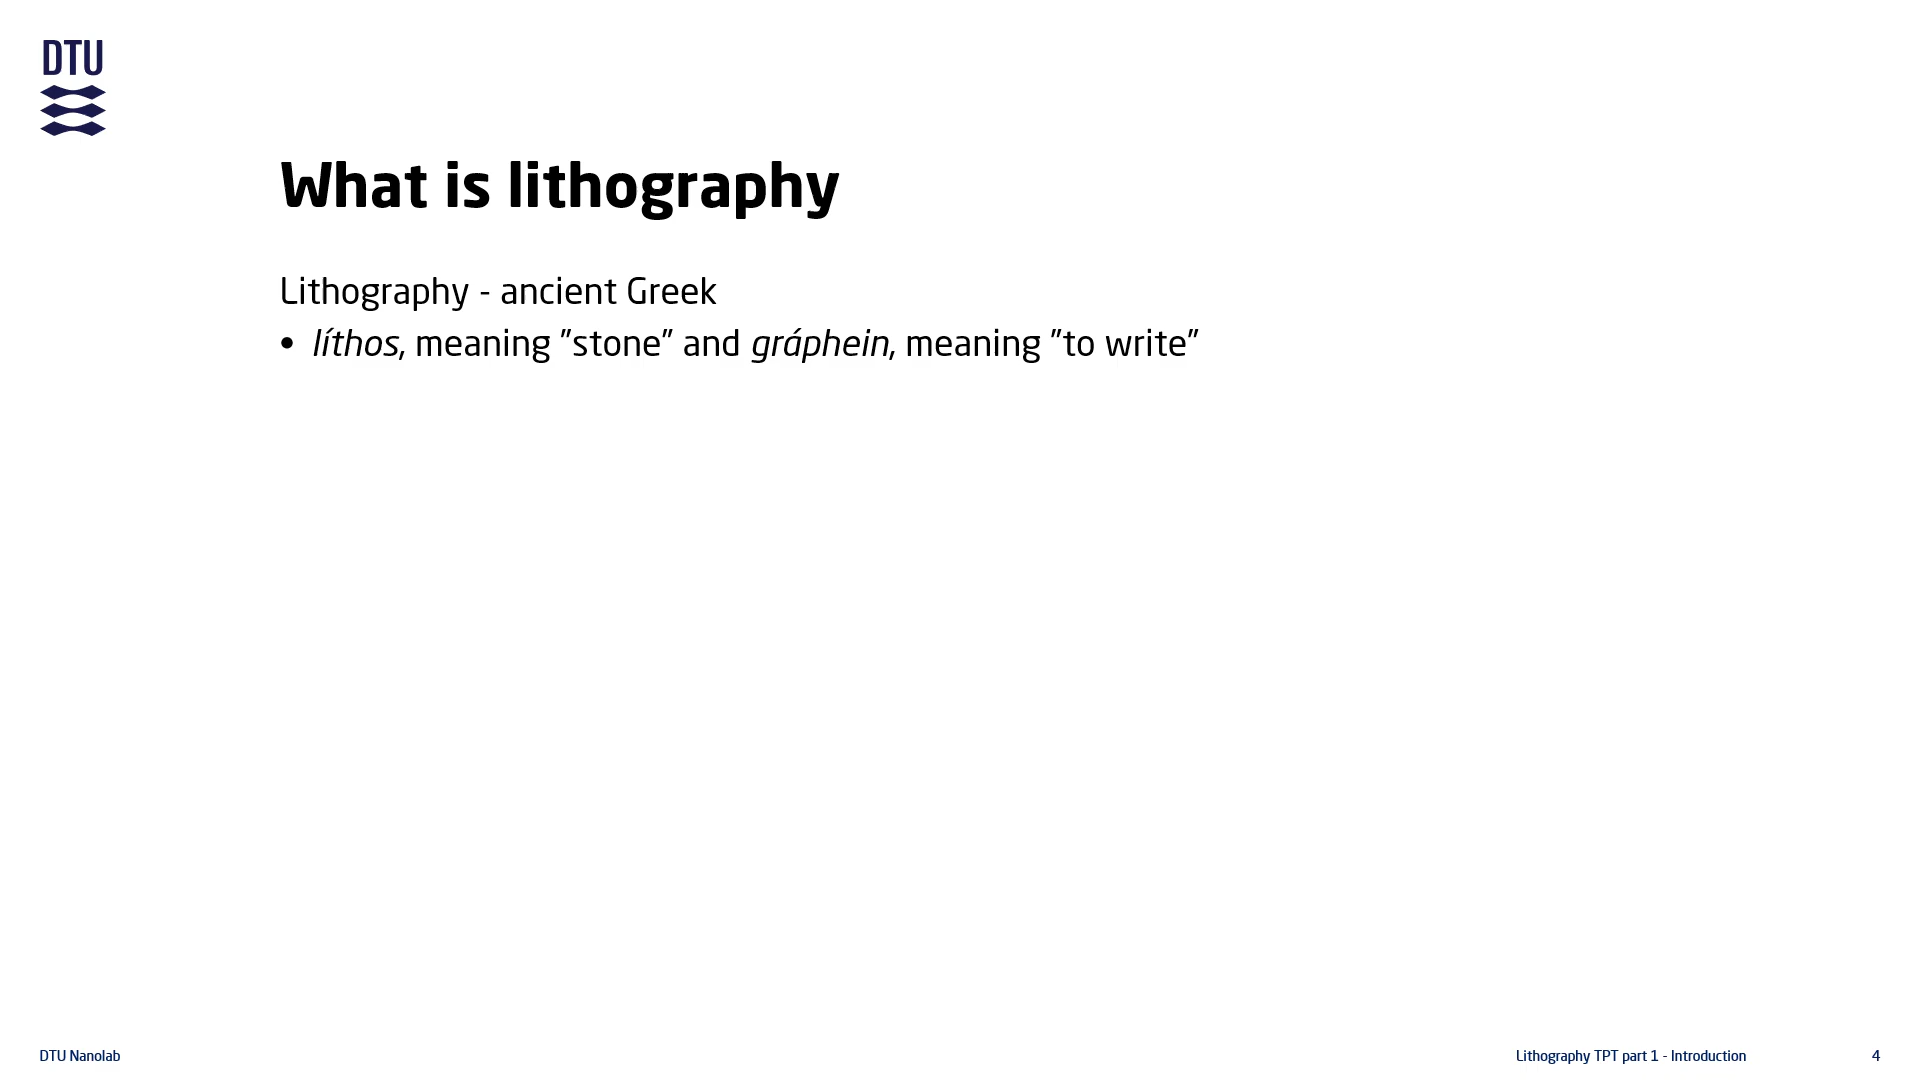 DTU
What is lithography
Lithography - ancient Greek
• líthos, meaning ”stone” and gráphein, meaning ”to write”
DTU Nanolab
Lithography TPT part 1 - Introduction
4